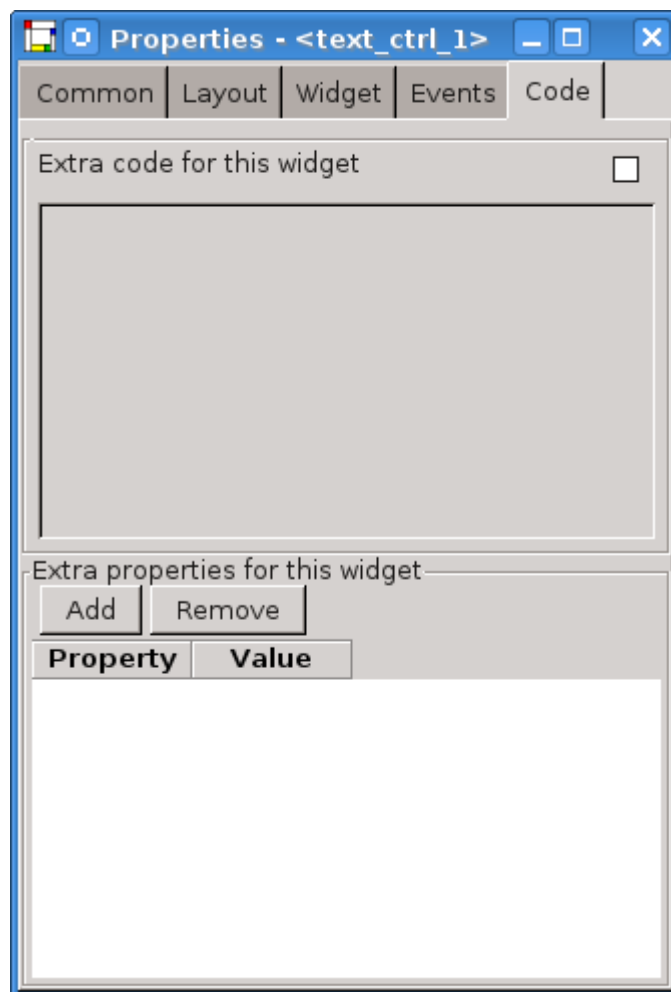 Properties - <text_ctrl_1>
Common Layout Widget Events Code
Extra code for this widget
Extra properties for this widget
Add Remove
Property Value